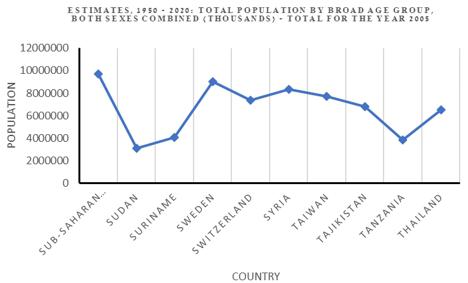 ESTIMATES, 1950 - 2020: TOTAL POPULATION BY BROAD AGE GROUP,
BOTH SEXES COMBINED (THOUSANDS) - TOTAL FOR THE YEAR 2005
12000000
10000000
8000000
6000000
4000000
2000000
0
POPULATION
SUB-SAHARAN...
SUDAN
SURINAME
SWEDEN
SWITZERLAND
SYRIA
TAIWAN
TAJIKISTAN
TANZANIA
THAILAND
COUNTRY